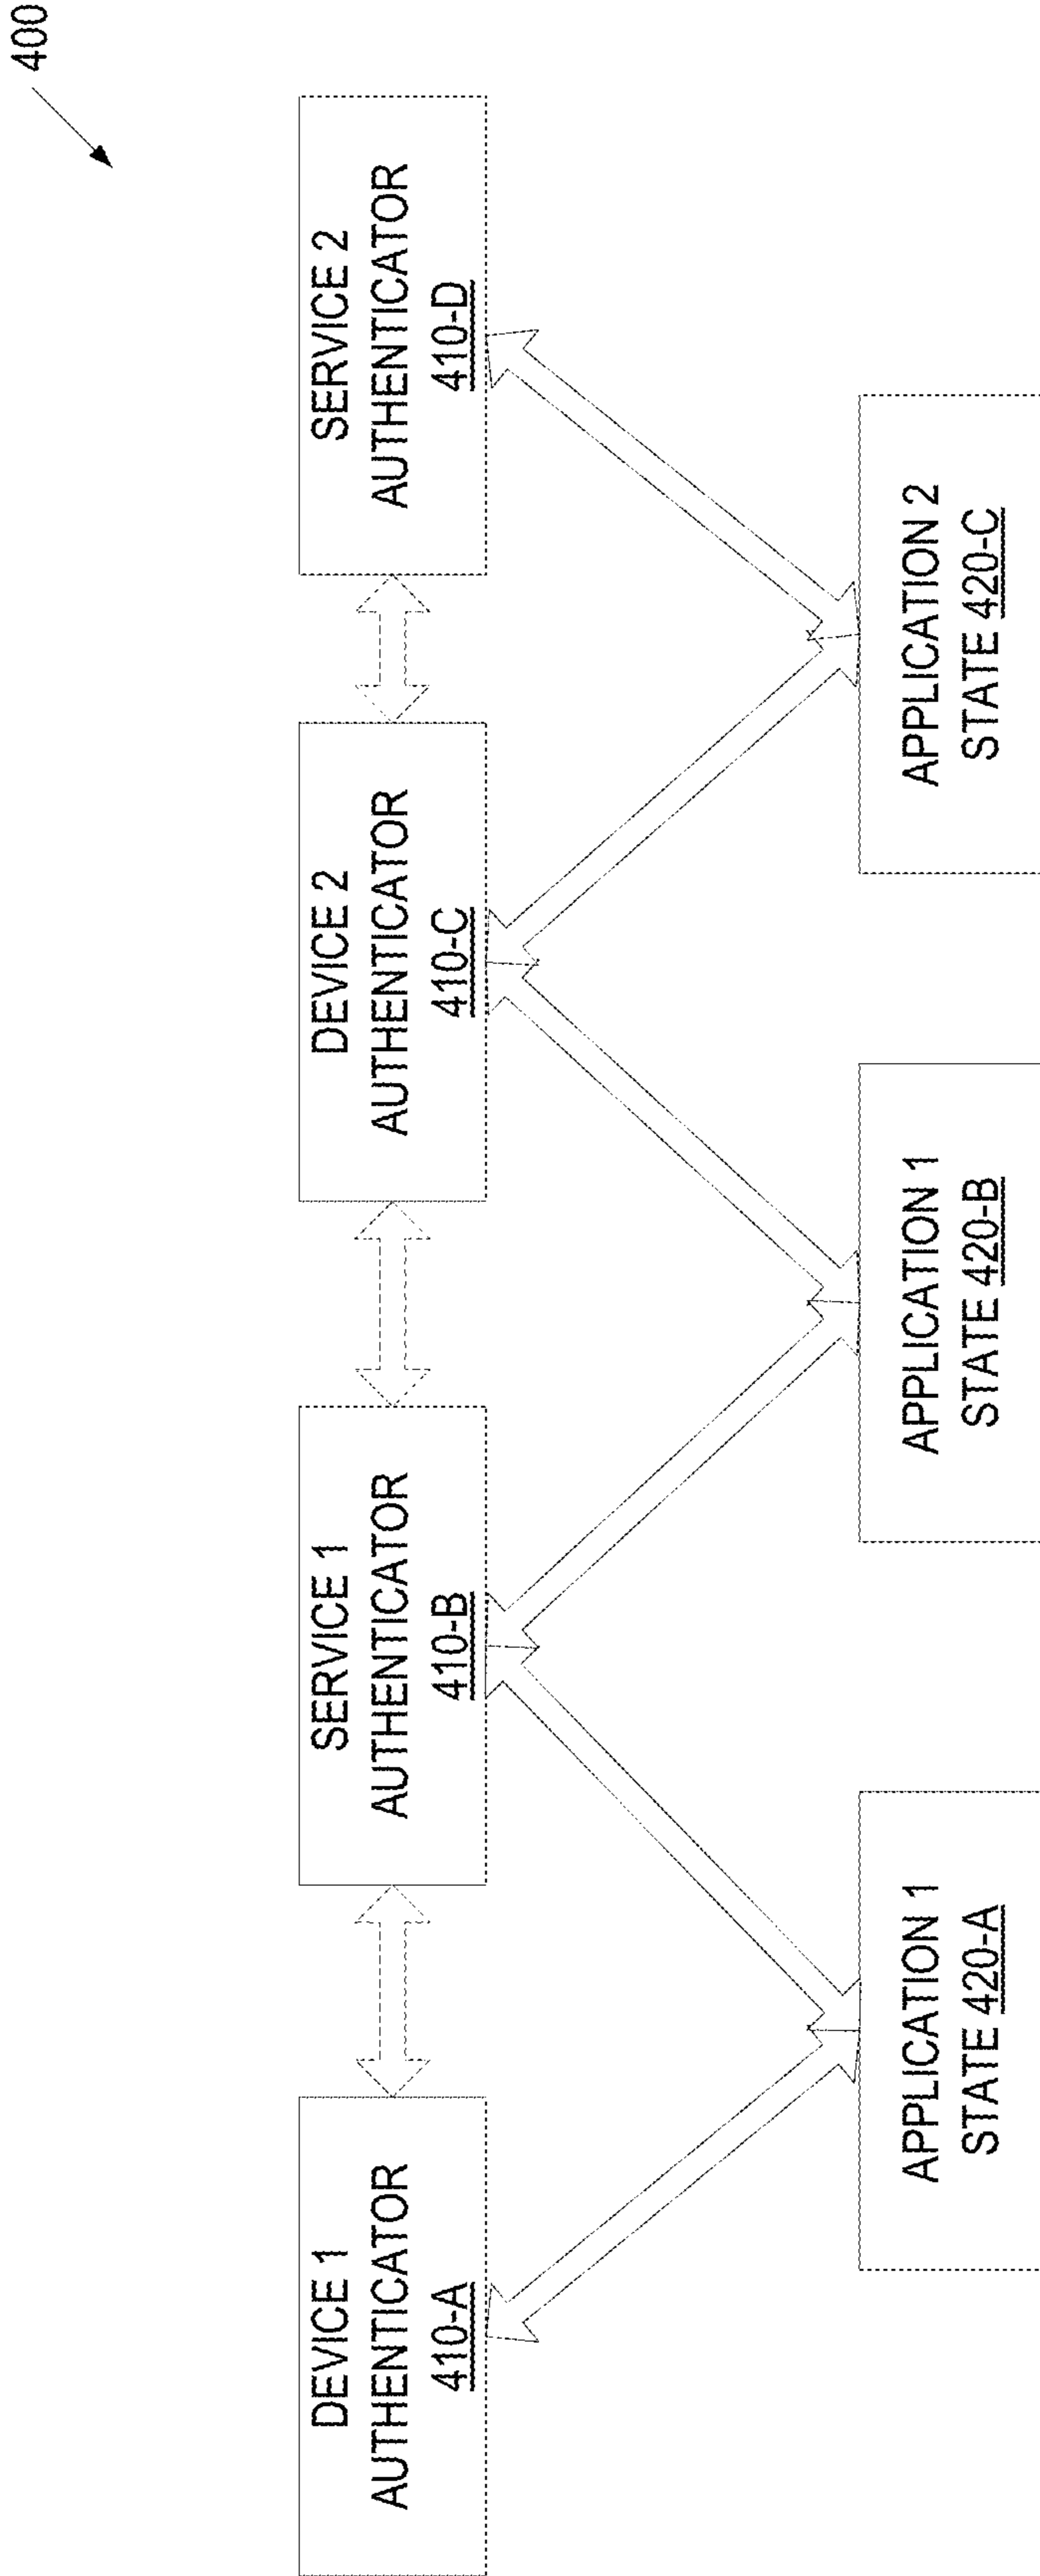 400
DEVICE 1
AUTHENTICATOR
410-A
SERVICE 1
AUTHENTICATOR
410-B
DEVICE 2
AUTHENTICATOR
410-C
SERVICE 2
AUTHENTICATOR
410-D
APPLICATION 1
STATE 420-A
APPLICATION 1
STATE 420-B
APPLICATION 2
STATE 420-C